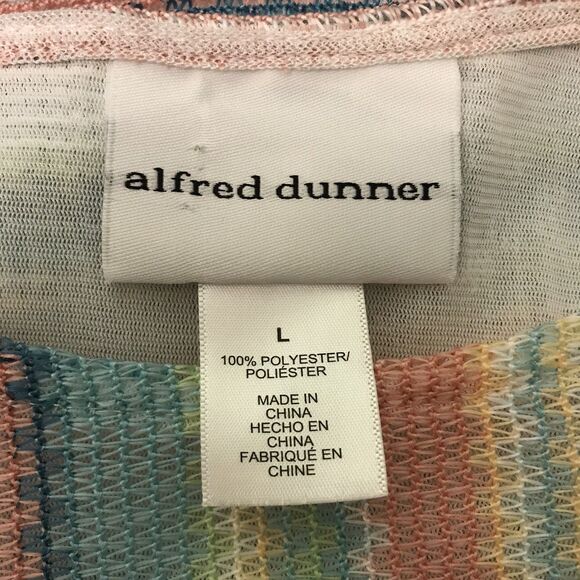 alfred dunner
L
100% POLYESTER/
POLIÉSTER
MADE IN
CHINA
HECHO EN
CHINA
FABRIQUÉ EN
CHINE